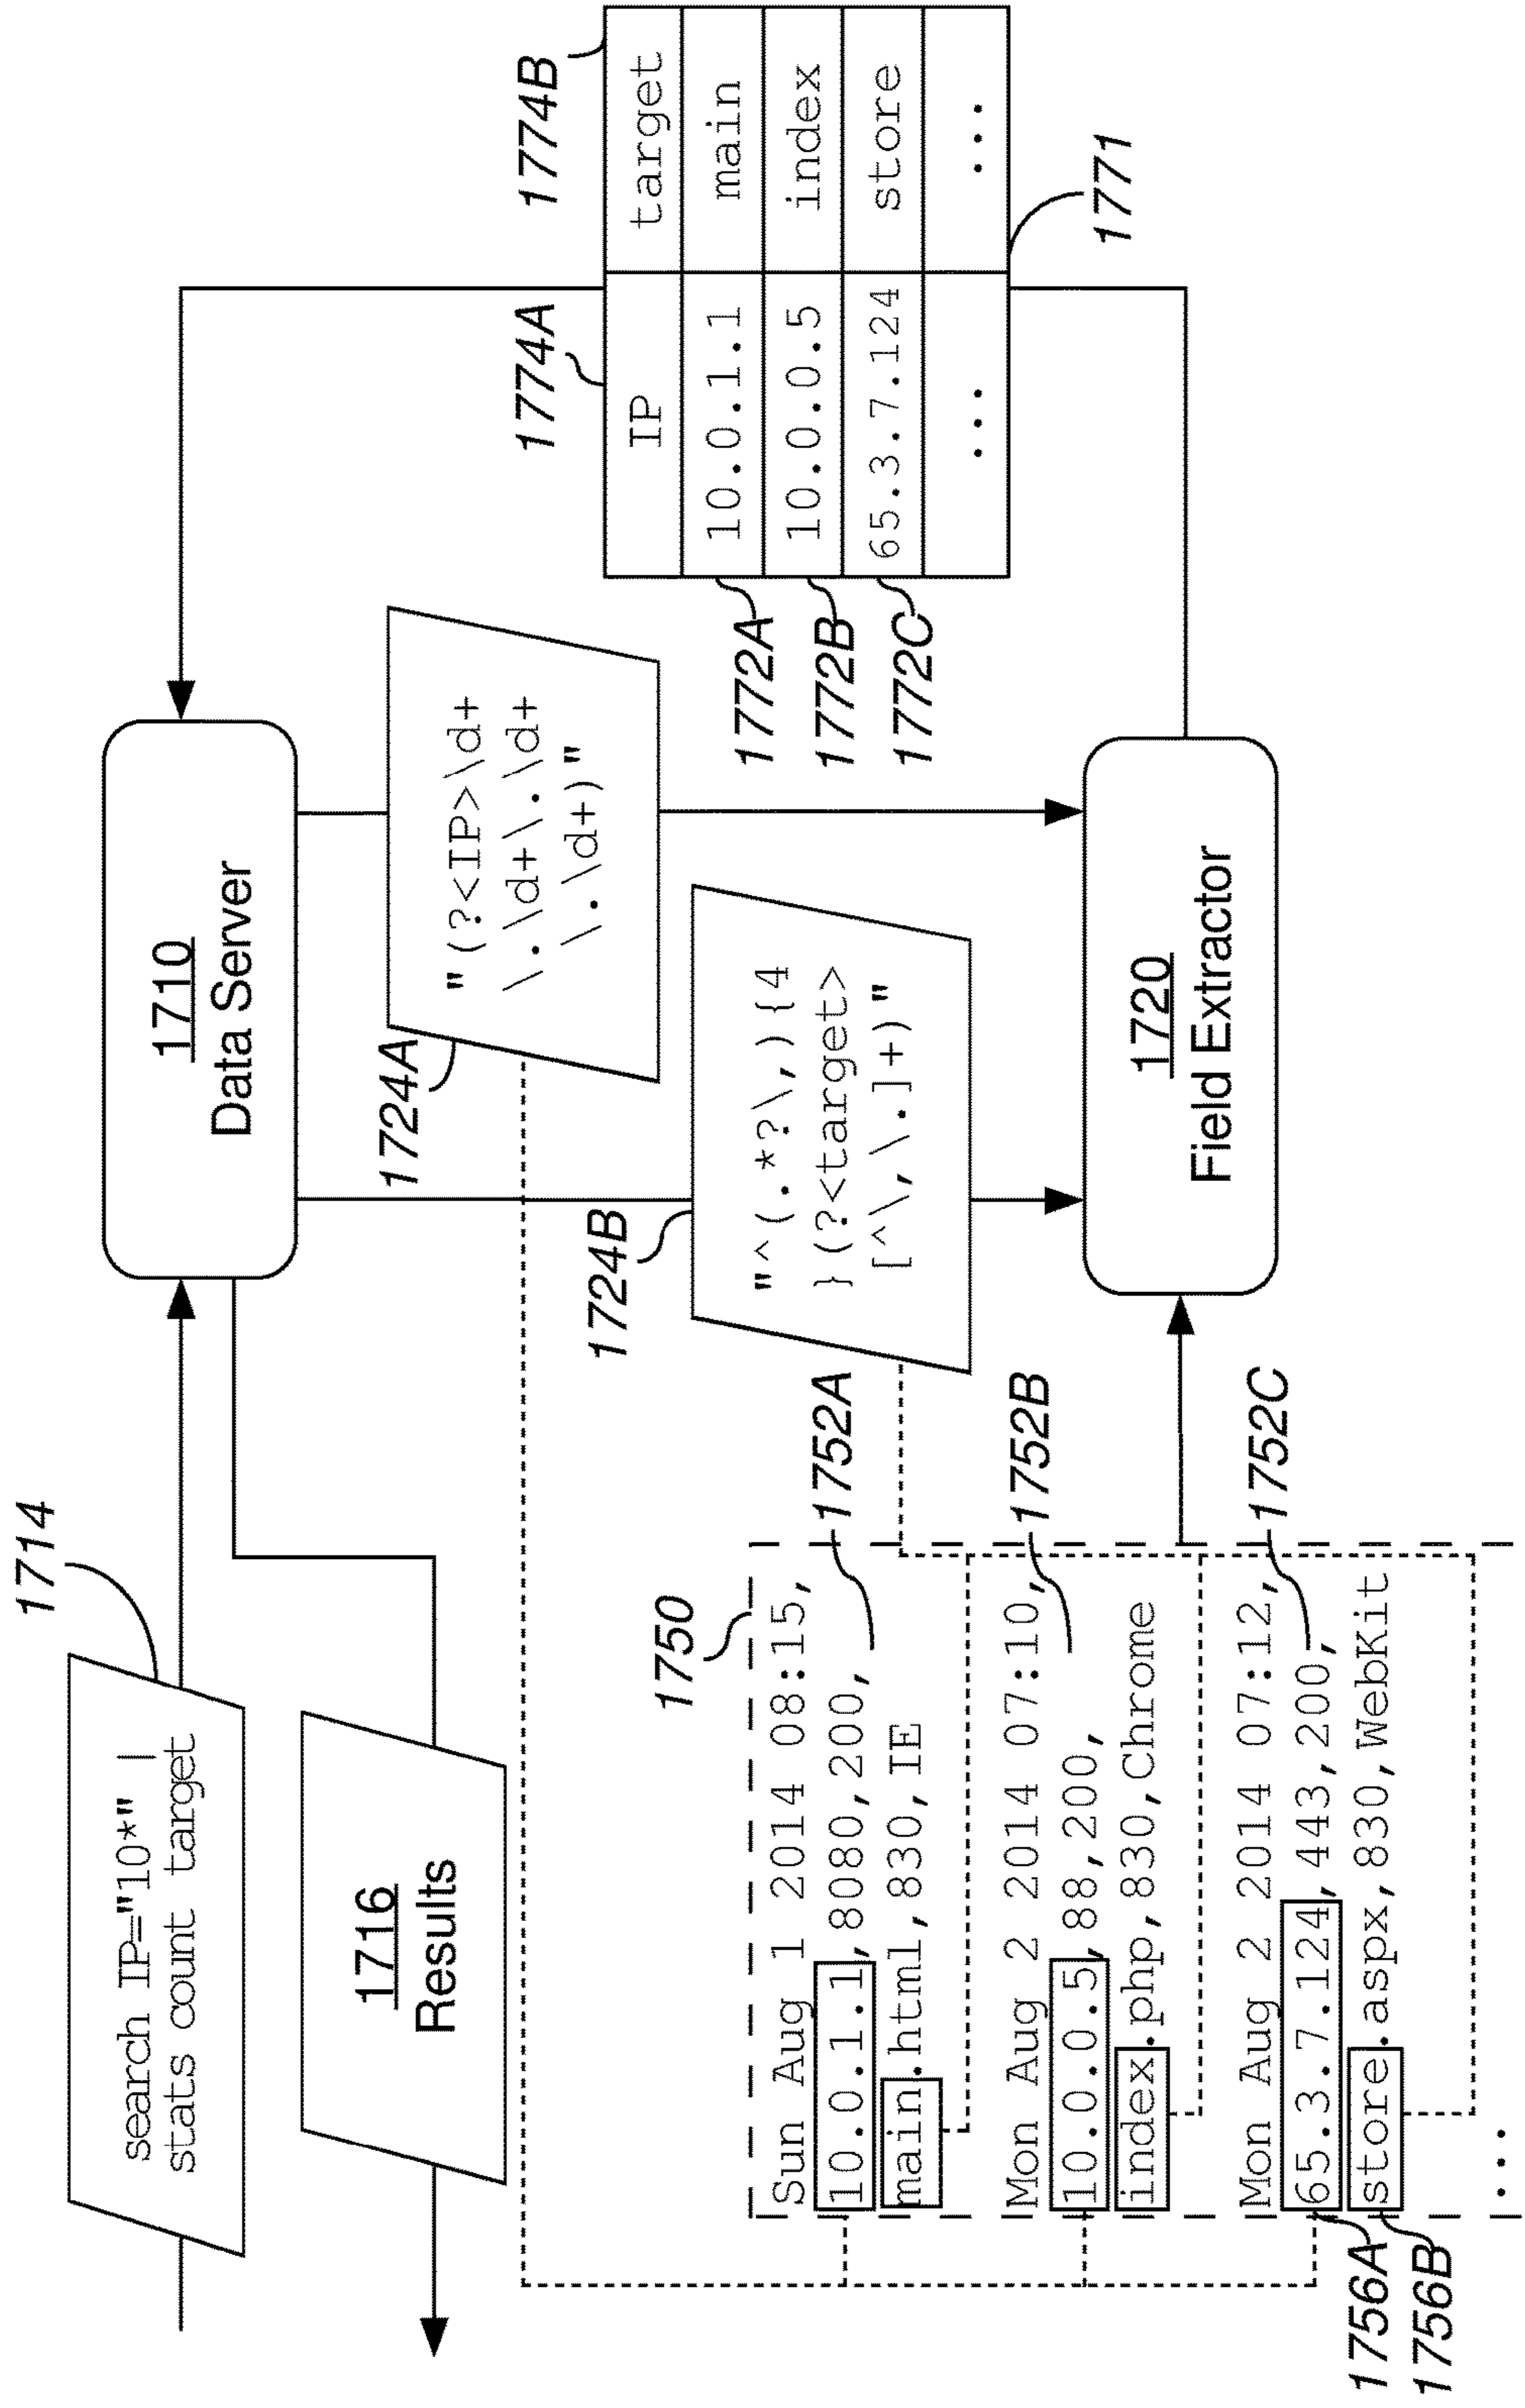 1714
search IP="10*" |
stats count target
1716
Results
1710
Data Server
1724A
"(?<IP>\d+
\.\d+\.\d+
\.\d+)"
1724B
"^(.*?\,){4
}(?<target>
[^\,\.]+)"
1720
Field Extractor
1750
Sun Aug 1 2014 08:15,
10.0.1.1,8080,200,
main.html,830,IE
1752A
Mon Aug 2 2014 07:10,
10.0.0.5,88,200,
index.php,830,Chrome
1752B
Mon Aug 2 2014 07:12,
65.3.7.124,443,200,
store.aspx,830,WebKit
1752C
...
1756A
1756B
1774A
1774B
IP target
10.0.1.1 main
10.0.0.5 index
65.3.7.124 store
... ...
1772A
1772B
1772C
1771